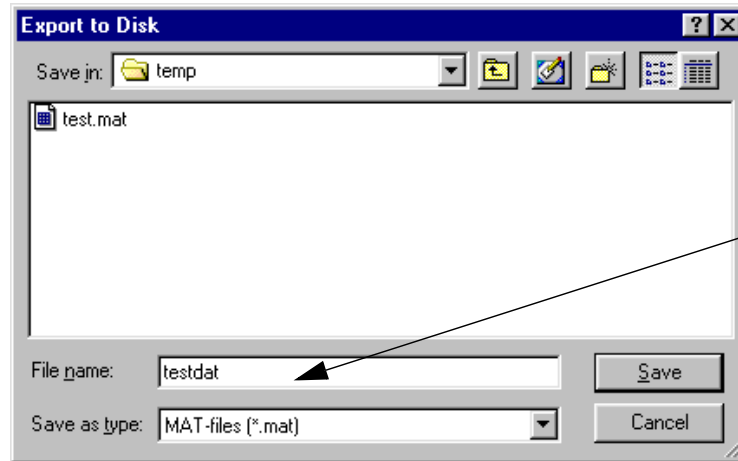 Export to Disk
Save in: temp
test.mat
File name: testdat Save
Save as type: MAT-files (*.mat) Cancel